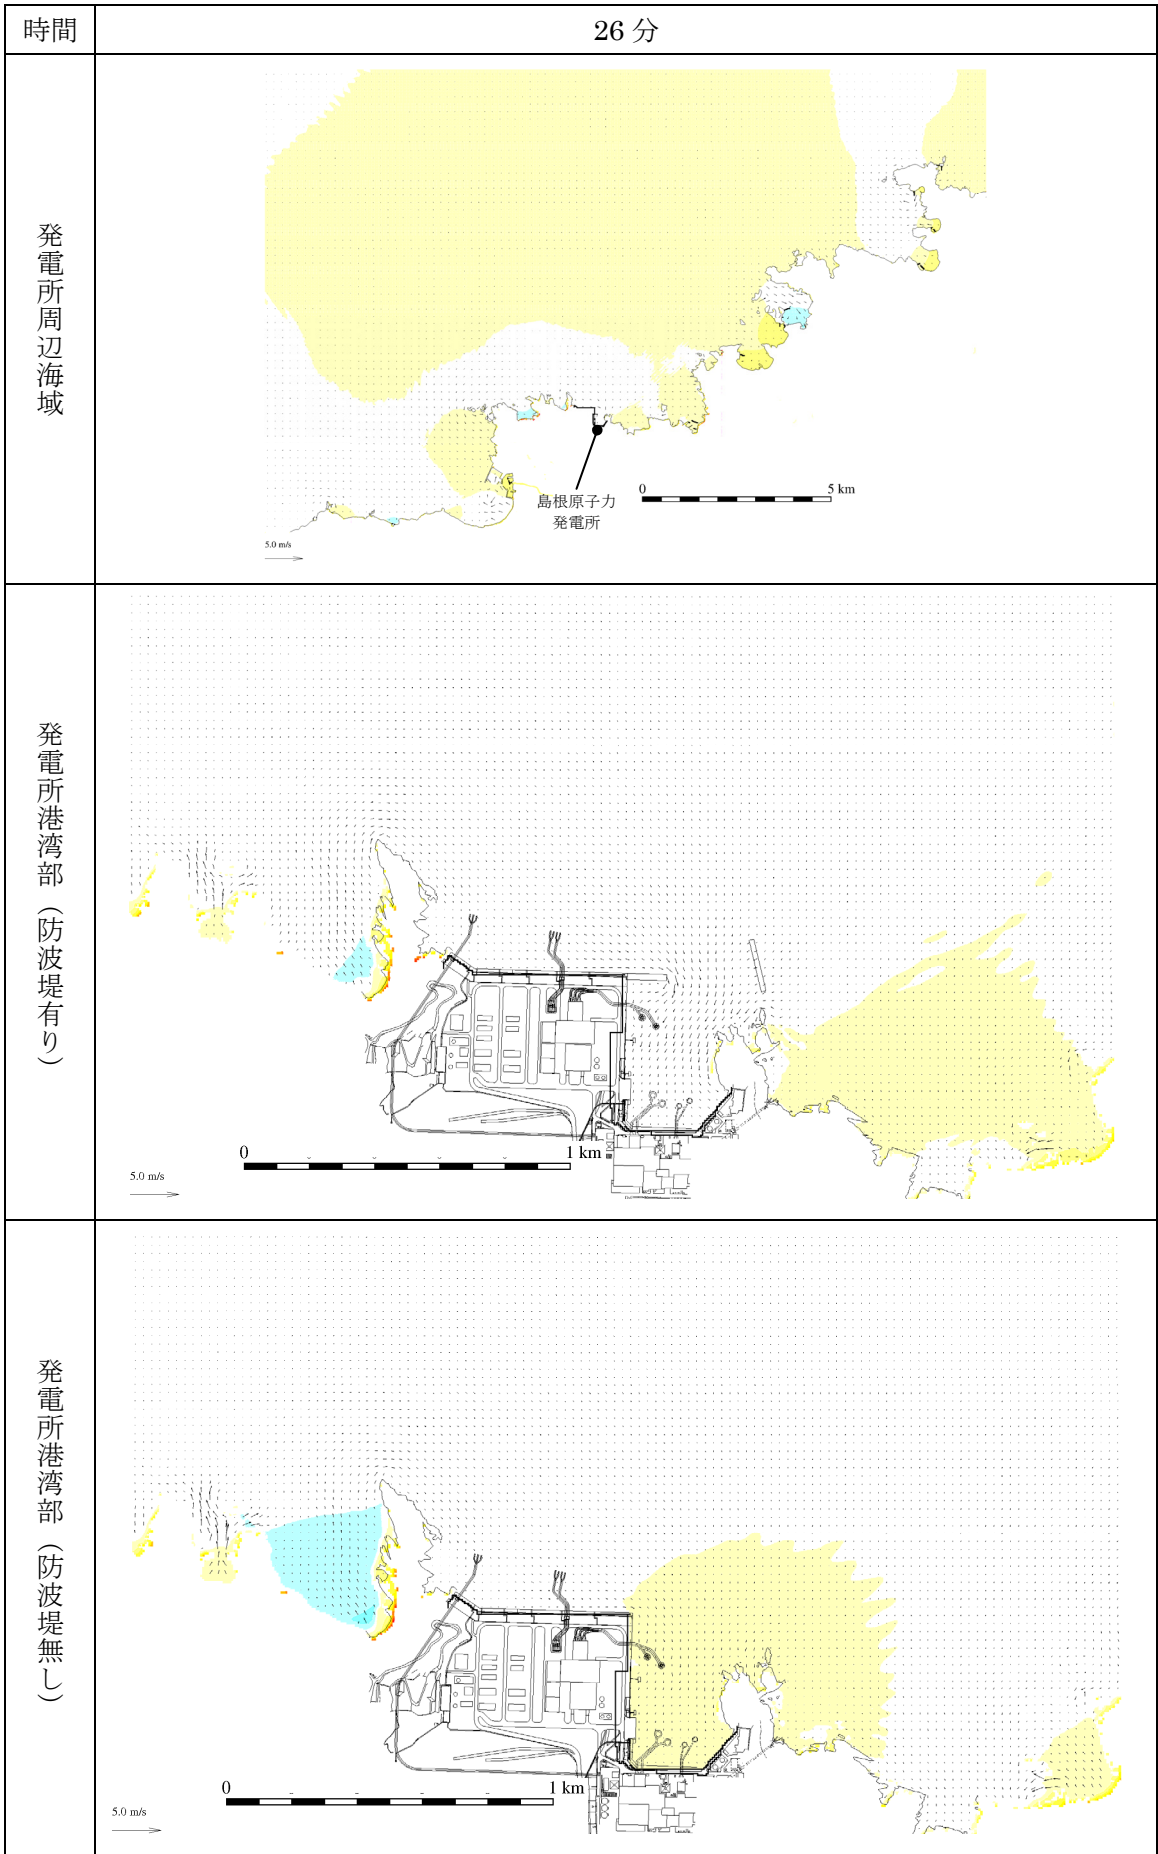 時間
26 分
発電所周辺海域
島根原子力
発電所
0 5 km
5.0 m/s
発電所港湾部（防波堤有り）
0 1 km
5.0 m/s
発電所港湾部（防波堤無し）
0 1 km
5.0 m/s